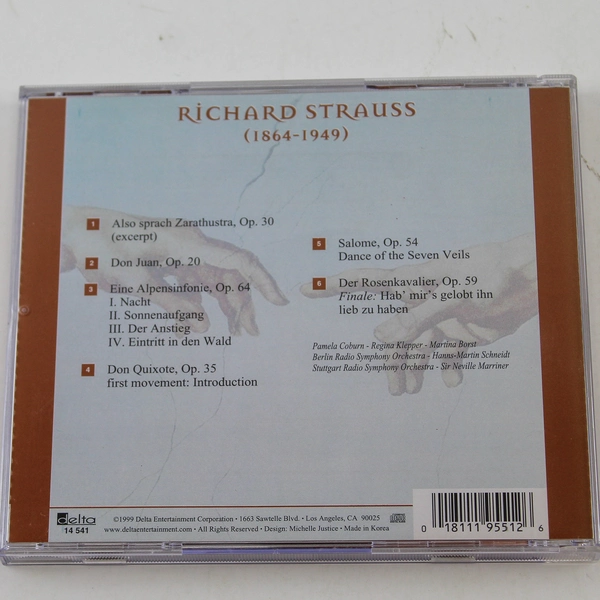 RICHARD STRAUSS
(1864-1949)
1 Also sprach Zarathustra, Op. 30
(excerpt)
2 Don Juan, Op. 20
3 Eine Alpensinfonie, Op. 64
I. Nacht
II. Sonnenaufgang
III. Der Anstieg
IV. Eintritt in den Wald
4 Don Quixote, Op. 35
first movement: Introduction
5 Salome, Op. 54
Dance of the Seven Veils
6 Der Rosenkavalier, Op. 59
Finale: Hab' mir's gelobt ihn
lieb zu haben
Pamela Coburn - Regina Klepper - Martina Borst
Berlin Radio Symphony Orchestra - Hanns-Martin Schneidt
Stuttgart Radio Symphony Orchestra - Sir Neville Marriner
delta
14 541
©1999 Delta Entertainment Corporation • 1663 Sawtelle Blvd. • Los Angeles, CA 90025
www.deltaentertainment.com • All Rights Reserved • Design: Michelle Justice • Made in Korea
0 18111 95512 6